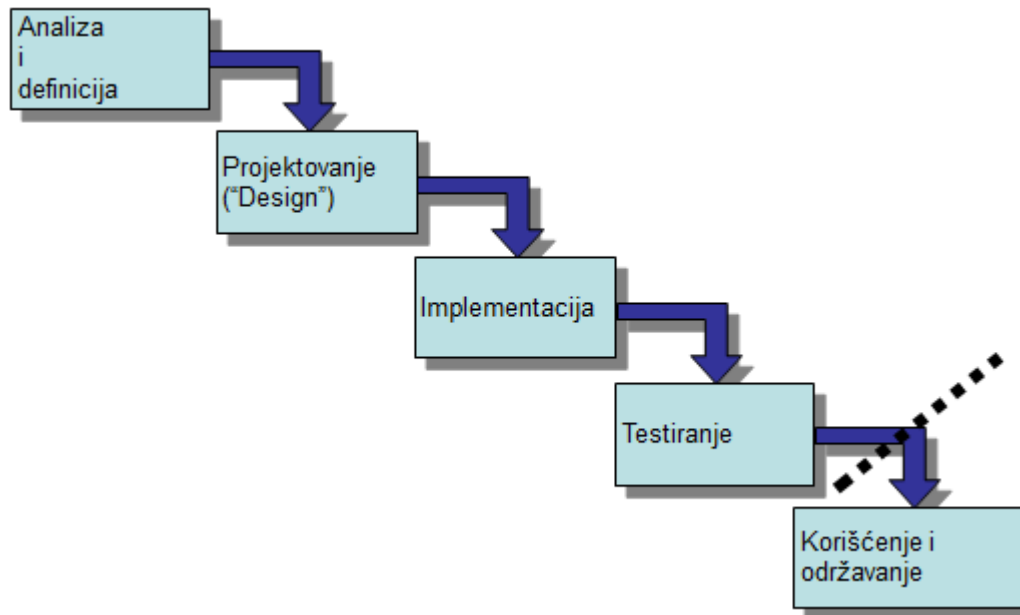 Analiza
i
definicija
Projektovanje
(“Design”)
Implementacija
Testiranje
Korišćenje i
održavanje